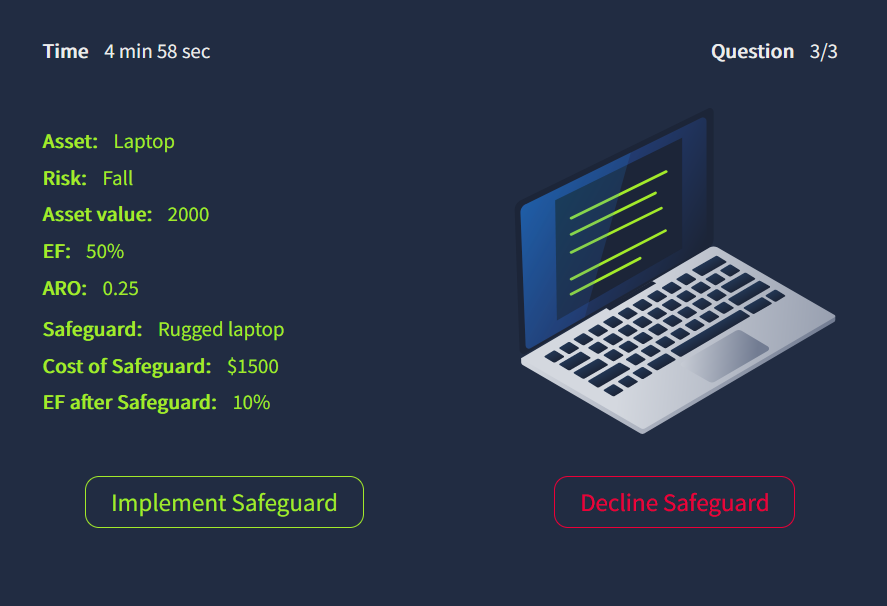 Time 4 min 58 sec
Question 3/3
Asset: Laptop
Risk: Fall
Asset value: 2000
EF: 50%
ARO: 0.25
Safeguard: Rugged laptop
Cost of Safeguard: $1500
EF after Safeguard: 10%
Implement Safeguard
Decline Safeguard